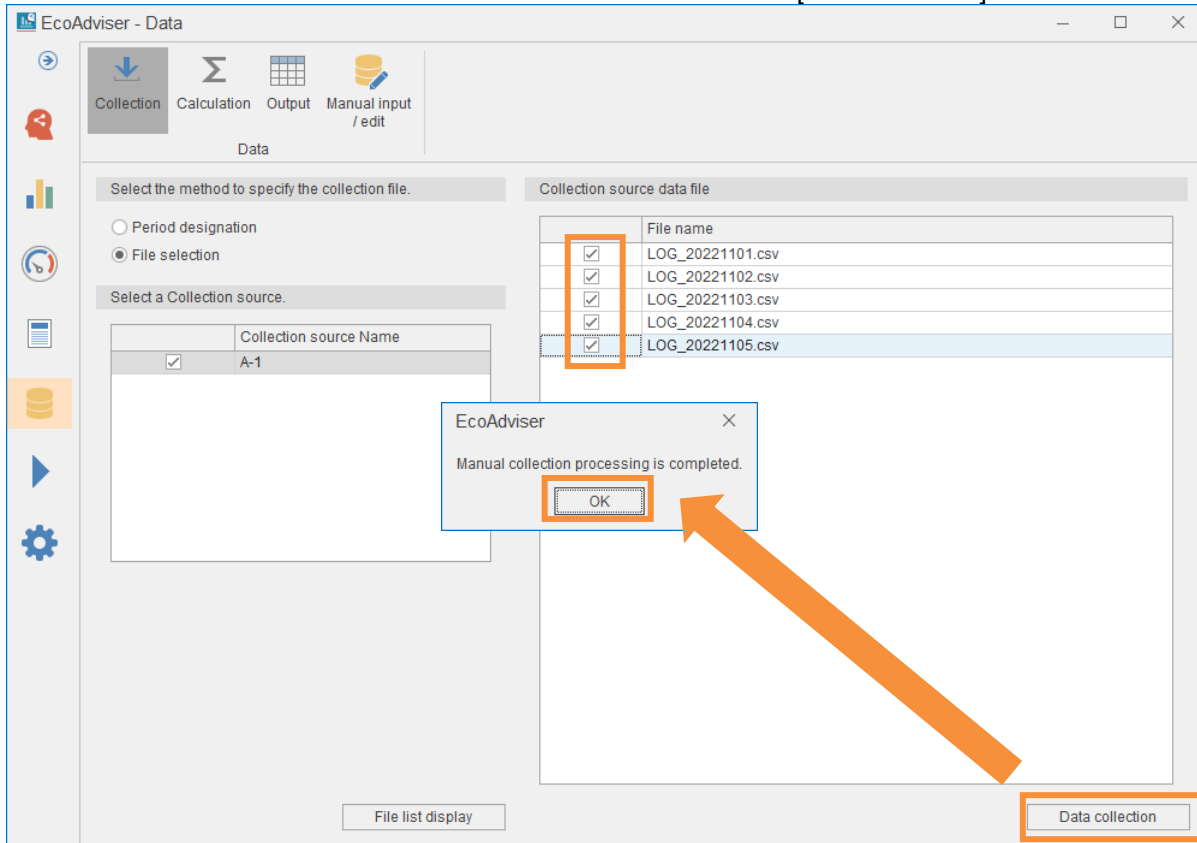 EcoAdviser - Data
Collection
Calculation
Output
Manual input
/ edit
Data
Select the method to specify the collection file.
Period designation
File selection
Select a Collection source.
Collection source Name
A-1
File list display
Collection source data file
File name
LOG_20221101.csv
LOG_20221102.csv
LOG_20221103.csv
LOG_20221104.csv
LOG_20221105.csv
EcoAdviser
Manual collection processing is completed.
OK
Data collection